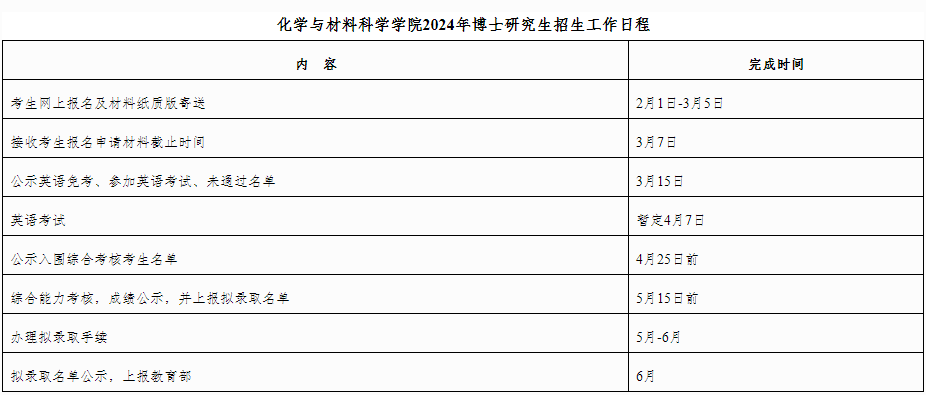 化学与材料科学学院2024年博士研究生招生工作日程
内 容 完成时间
考生网上报名及材料纸质版寄送 2月1日-3月5日
接收考生报名申请材料截止时间 3月7日
公示英语免考、参加英语考试、未通过名单 3月15日
英语考试 暂定4月7日
公示入围综合考核考生名单 4月25日前
综合能力考核，成绩公示，并上报拟录取名单 5月15日前
办理拟录取手续 5月-6月
拟录取名单公示，上报教育部 6月